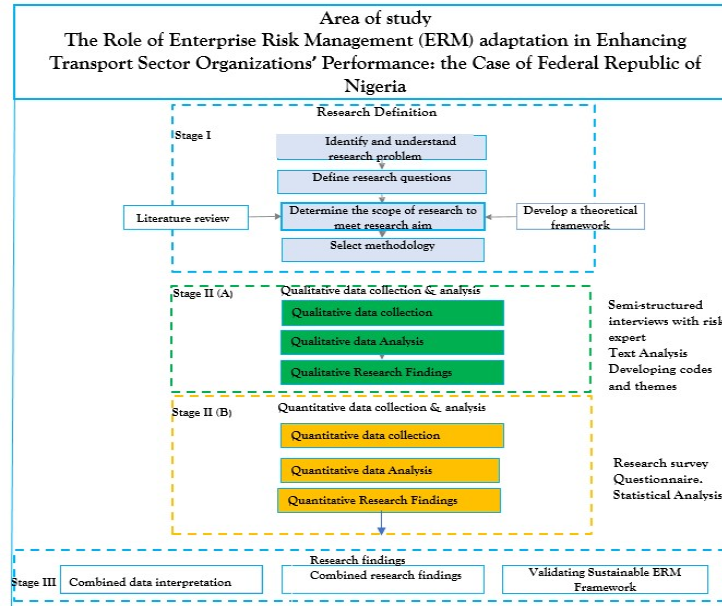 Area of study
The Role of Enterprise Risk Management (ERM) adaptation in Enhancing
Transport Sector Organizations' Performance: the Case of Federal Republic of
Nigeria
Research Definition
Stage I
Identify and understand
research problem
Define research questions
Literature review
Determine the scope of research to
meet research aim
Develop a theoretical
framework
Select methodology
Stage II (A)
Qualitative data collection & analysis
Qualitative data collection
Qualitative data Analysis
Qualitative Research Findings
Semi-structured
interviews with risk
expert
Text Analysis
Developing codes
and themes
Stage II (B)
Quantitative data collection & analysis
Quantitative data collection
Quantitative data Analysis
Quantitative Research Findings
Research survey
Questionnaire.
Statistical Analysis
Research findings
Stage III
Combined data interpretation
Combined research findings
Validating Sustainable ERM
Framework